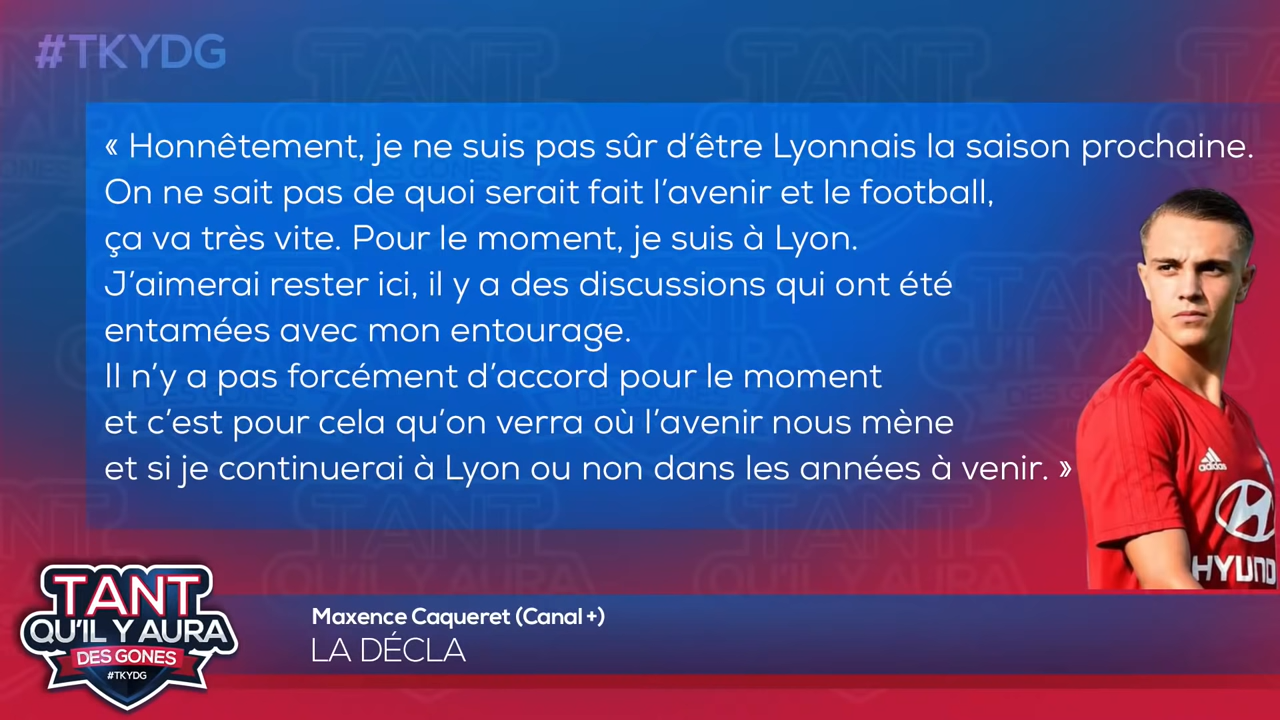 #TKYDG
« Honnêtement, je ne suis pas sûr d’être Lyonnais la saison prochaine.
On ne sait pas de quoi serait fait l’avenir et le football,
ça va très vite. Pour le moment, je suis à Lyon.
J’aimerai rester ici, il y a des discussions qui ont été
entamées avec mon entourage.
Il n’y a pas forcément d’accord pour le moment
et c’est pour cela qu’on verra où l’avenir nous mène
et si je continuerai à Lyon ou non dans les années à venir. »
adidas
HYUND
TANT
QU’IL Y AURA
DES GONES
#TKYDG
Maxence Caqueret (Canal +)
LA DÉCLA